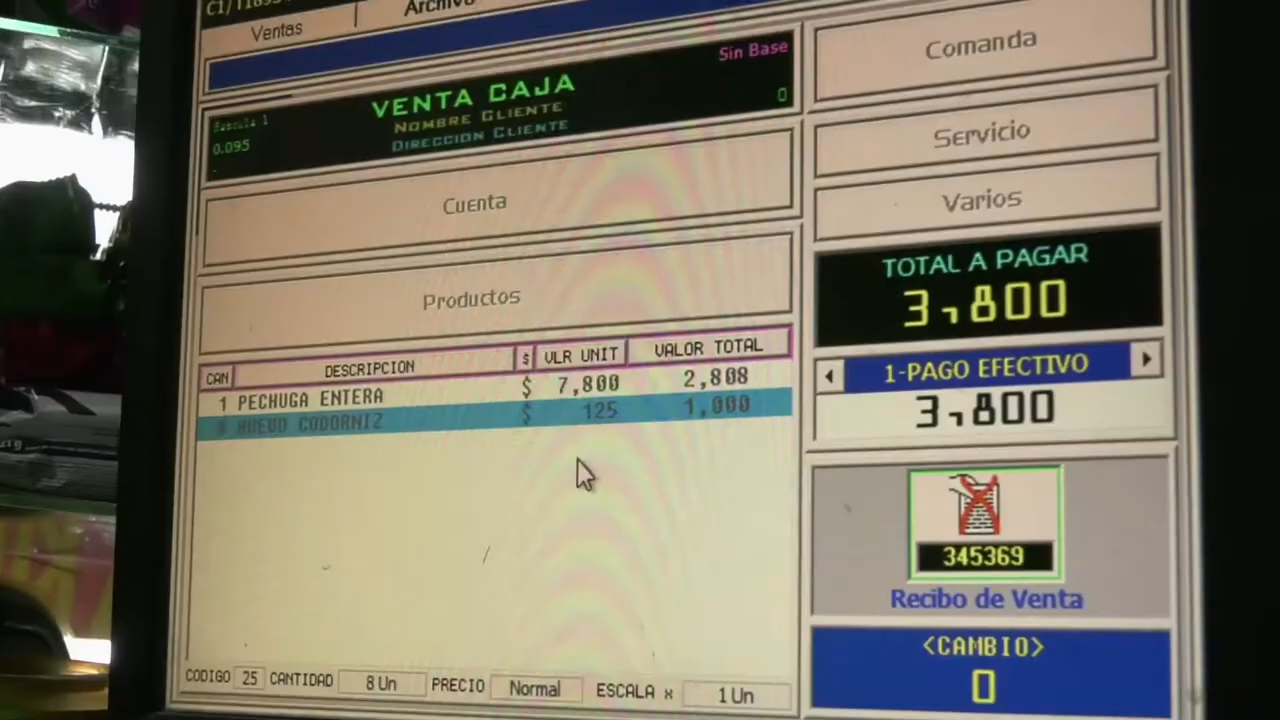 Ventas
Archivo
VENTA CAJA
Sin Base
NOMBRE CLIENTE
DIRECCION CLIENTE
0
Bascula 1
0.095
Cuenta
Productos
CAN DESCRIPCION $ VLR UNIT VALOR TOTAL
1 PECHUGA ENTERA $ 7,800 2,808
HUEVO CODORNIZ $ 125 1,000
CODIGO 25 CANTIDAD 8 Un PRECIO Normal ESCALA x 1 Un
Comanda
Servicio
Varios
TOTAL A PAGAR
3,800
1-PAGO EFECTIVO
3,800
345369
Recibo de Venta
<CAMBIO>
0